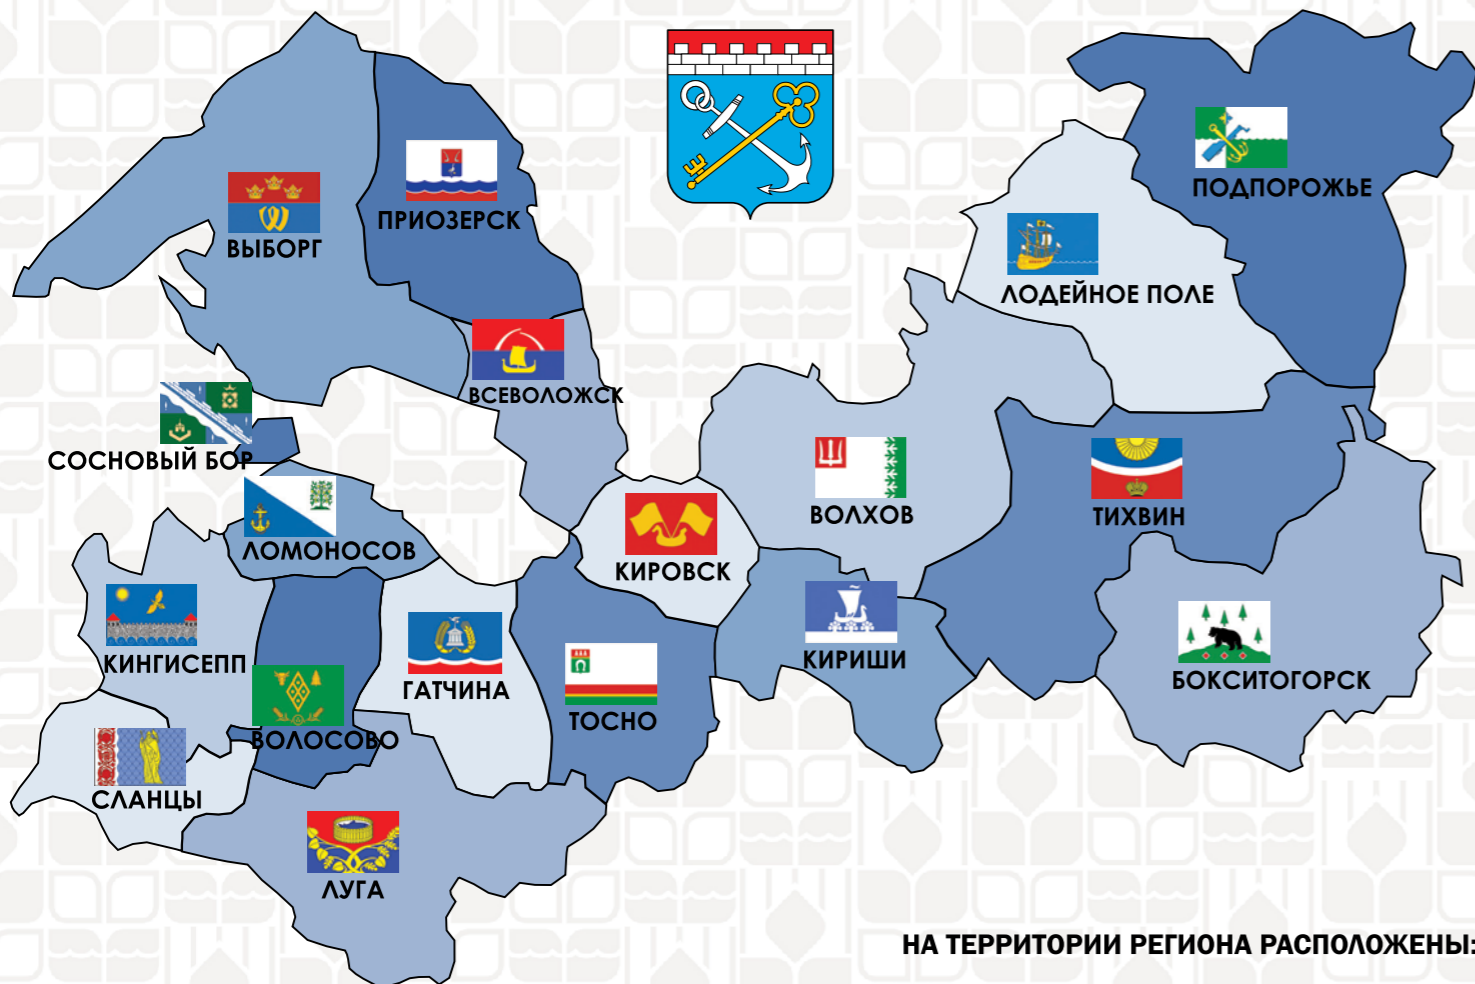 ПОДПОРОЖЬЕ
ПРИОЗЕРСК
ВЫБОРГ
ЛОДЕЙНОЕ ПОЛЕ
ВСЕВОЛОЖСК
СОСНОВЫЙ БОР
ВОЛХОВ
ТИХВИН
ЛОМОНОСОВ
КИРОВСК
КИНГИСЕПП
КИРИШИ
БОКСИТОГОРСК
ГАТЧИНА
ТОСНО
ВОЛОСОВО
СЛАНЦЫ
ЛУГА
НА ТЕРРИТОРИИ РЕГИОНА РАСПОЛОЖЕНЫ: